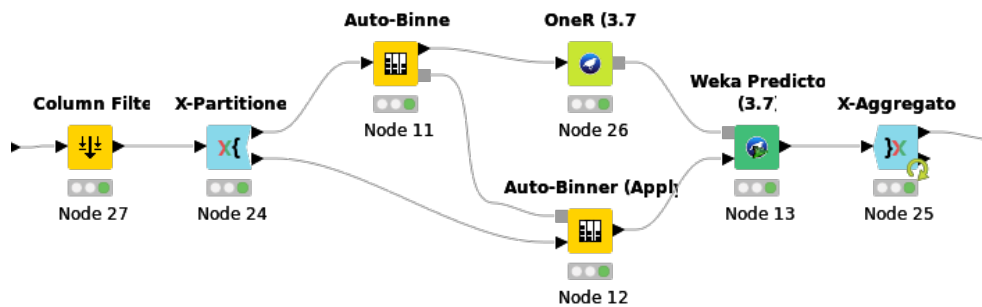 Auto-Binne
OneR (3.7
Weka Predicto
(3.7)
Column Filte
X-Partitione
X-Aggregato
Node 11
Node 26
X{
}X
Auto-Binner (Apply
Node 27
Node 24
Node 13
Node 25
Node 12